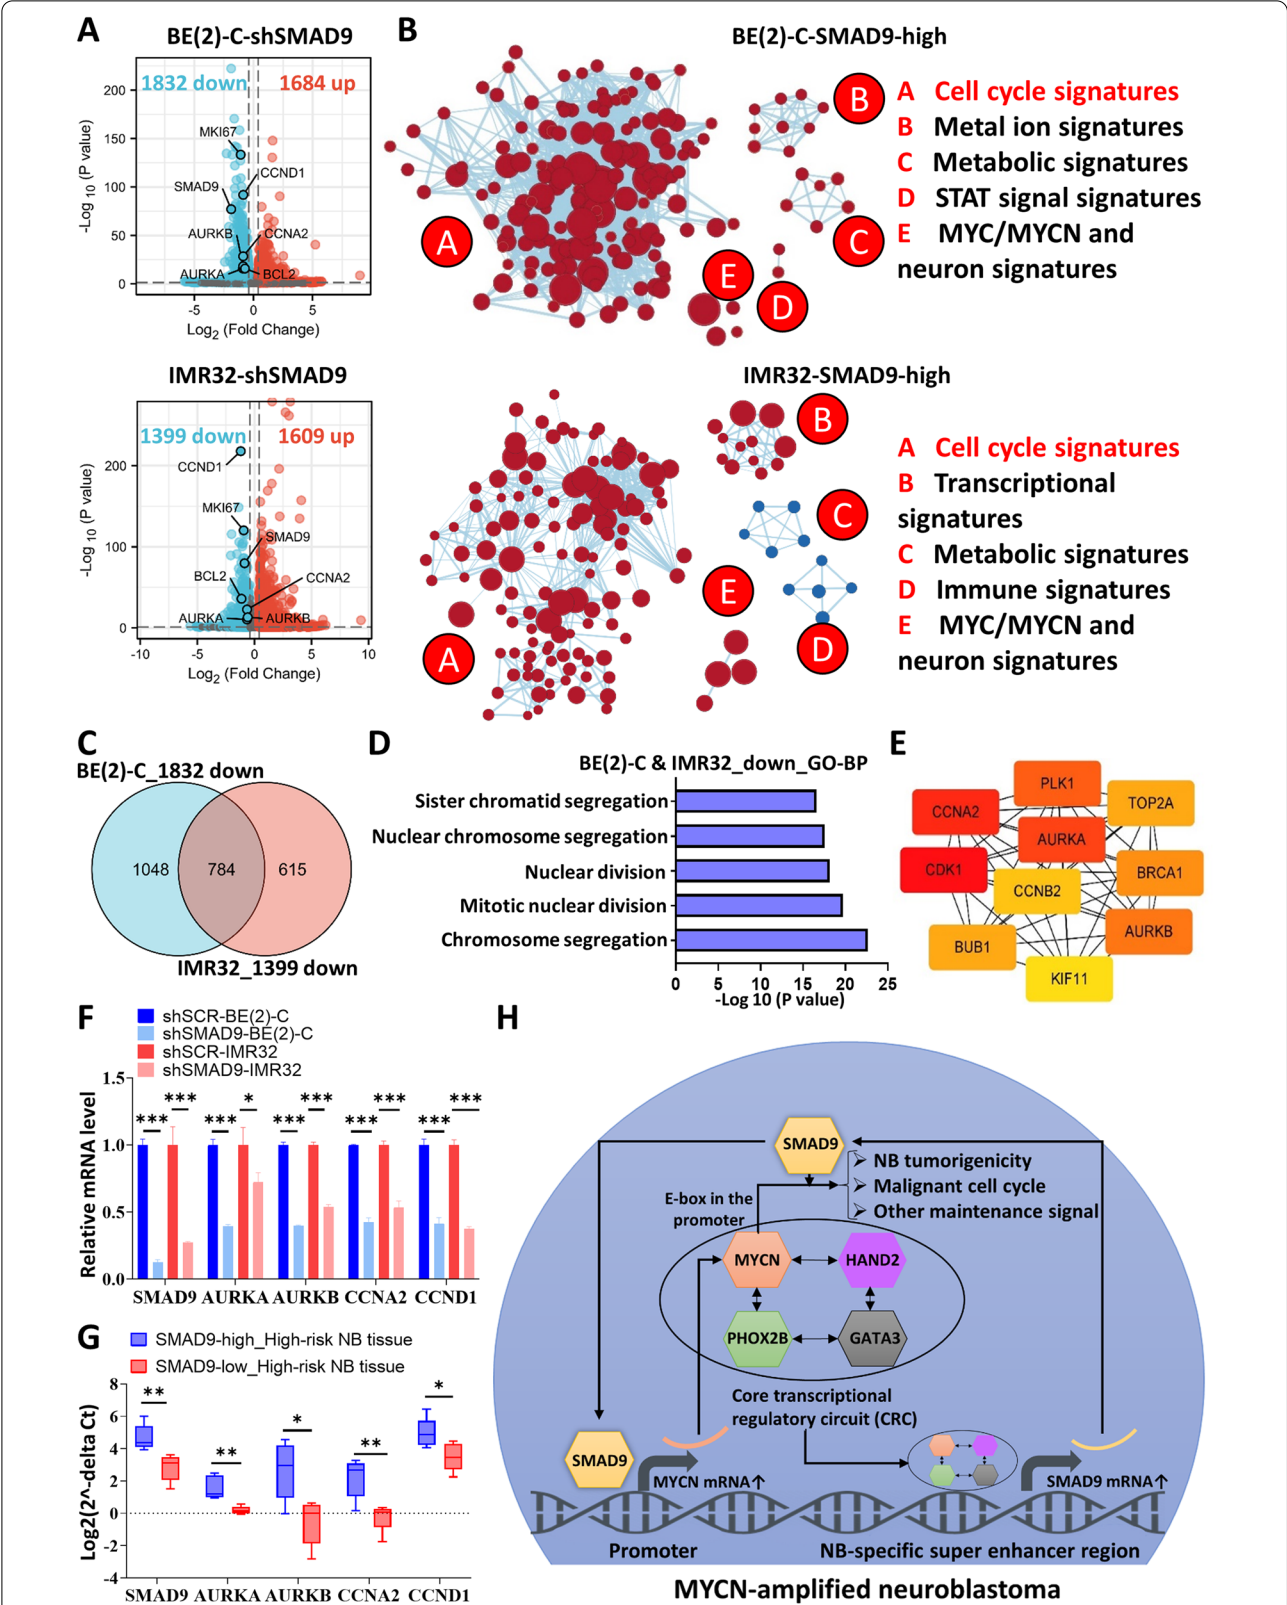 A
BE(2)-C-shSMAD9
1832 down
1684 up
MKI67
CCND1
SMAD9
AURKB
CCNA2
AURKA
BCL2
200
150
100
50
0
-Log 10 (P value)
-5 0 5
Log2 (Fold Change)
IMR32-shSMAD9
1399 down
1609 up
CCND1
MKI67
SMAD9
BCL2
CCNA2
AURKA
AURKB
200
100
0
-Log 10 (P value)
-10 -5 0 5 10
Log2 (Fold Change)
B
BE(2)-C-SMAD9-high
A
B
C
E
D
A Cell cycle signatures
B Metal ion signatures
C Metabolic signatures
D STAT signal signatures
E MYC/MYCN and
neuron signatures
IMR32-SMAD9-high
B
C
E
A
D
A Cell cycle signatures
B Transcriptional
signatures
C Metabolic signatures
D Immune signatures
E MYC/MYCN and
neuron signatures
C
BE(2)-C_1832 down
1048
784
615
IMR32_1399 down
D
BE(2)-C & IMR32_down_GO-BP
Sister chromatid segregation
Nuclear chromosome segregation
Nuclear division
Mitotic nuclear division
Chromosome segregation
0 5 10 15 20 25
-Log 10 (P value)
E
PLK1
CCNA2
TOP2A
AURKA
CDK1
BRCA1
CCNB2
AURKB
BUB1
KIF11
F
shSCR-BE(2)-C
shSMAD9-BE(2)-C
shSCR-IMR32
shSMAD9-IMR32
1.5
1.0
0.5
0.0
Relative mRNA level
*** *** *** * *** *** *** *** *** ***
SMAD9 AURKA AURKB CCNA2 CCND1
G
SMAD9-high_High-risk NB tissue
SMAD9-low_High-risk NB tissue
8
6
4
2
0
-2
-4
Log2(2^-delta Ct)
** ** * ** *
SMAD9 AURKA AURKB CCNA2 CCND1
H
SMAD9
NB tumorigenicity
Malignant cell cycle
Other maintenance signal
E-box in the
promoter
MYCN
HAND2
PHOX2B
GATA3
Core transcriptional
regulatory circuit (CRC)
SMAD9
MYCN mRNA↑
SMAD9 mRNA↑
Promoter
NB-specific super enhancer region
MYCN-amplified neuroblastoma